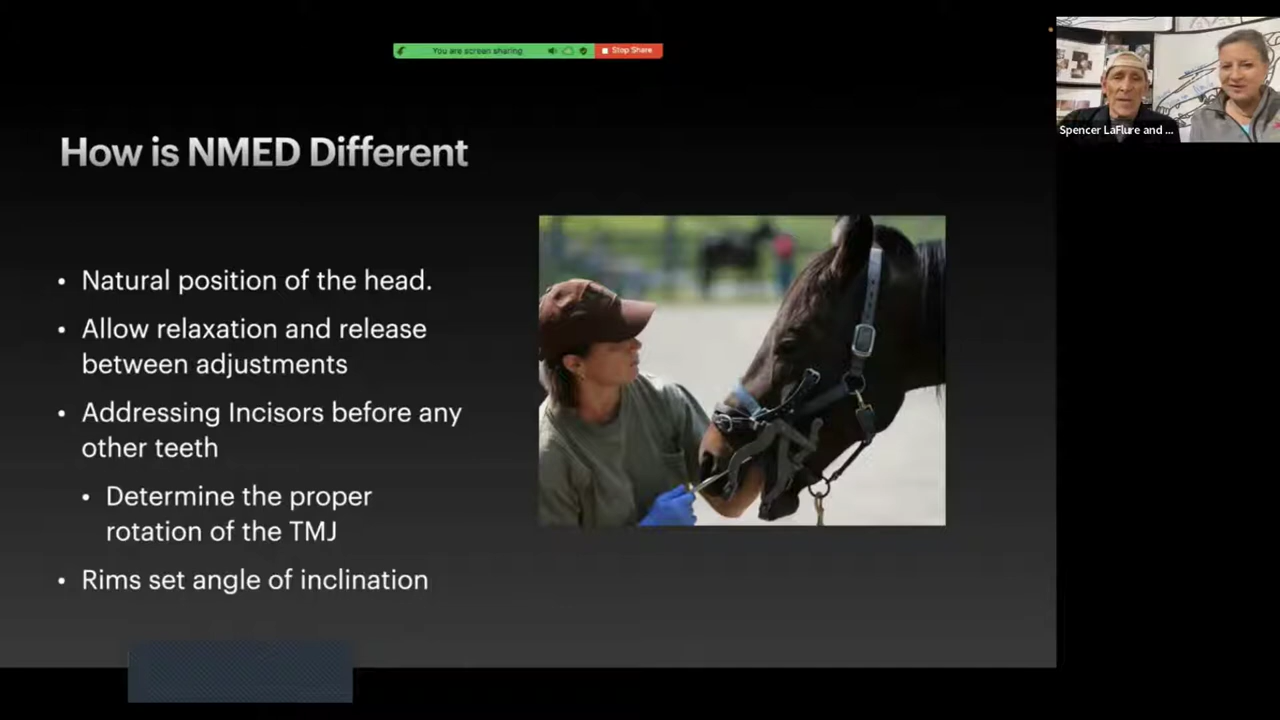 You are screen sharing
Stop Share
Spencer LaFlure and ...
How is NMED Different
• Natural position of the head.
• Allow relaxation and release
between adjustments
• Addressing Incisors before any
other teeth
• Determine the proper
rotation of the TMJ
• Rims set angle of inclination